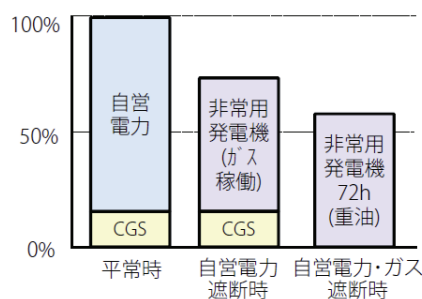 100%
50%
0%
自営
電力
CGS
非常用
発電機
(ガス
稼働)
CGS
非常用
発電機
72h
(重油)
平常時
自営電力
遮断時
自営電力・ガス
遮断時